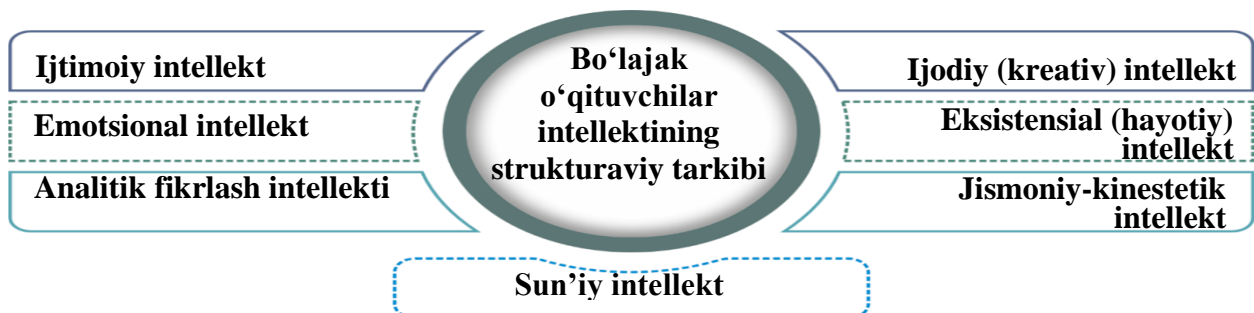 Ijtimoiy intellekt
Emotsional intellekt
Analitik fikrlash intellekti
Bo‘lajak
o‘qituvchilar
intellektining
strukturaviy tarkibi
Ijodiy (kreativ) intellekt
Eksistensial (hayotiy)
intellekt
Jismoniy-kinestetik
intellekt
Sun’iy intellekt